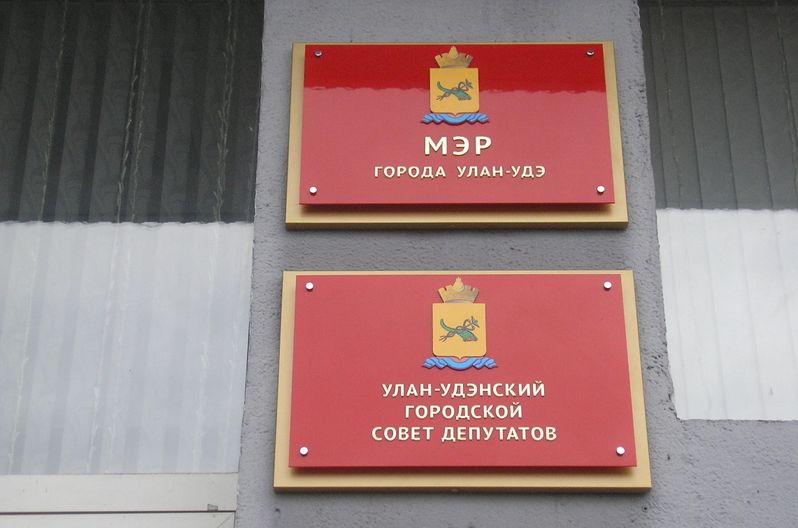 МЭР
ГОРОДА УЛАН-УДЭ
УЛАН-УДЭНСКИЙ
ГОРОДСКОЙ
СОВЕТ ДЕПУТАТОВ